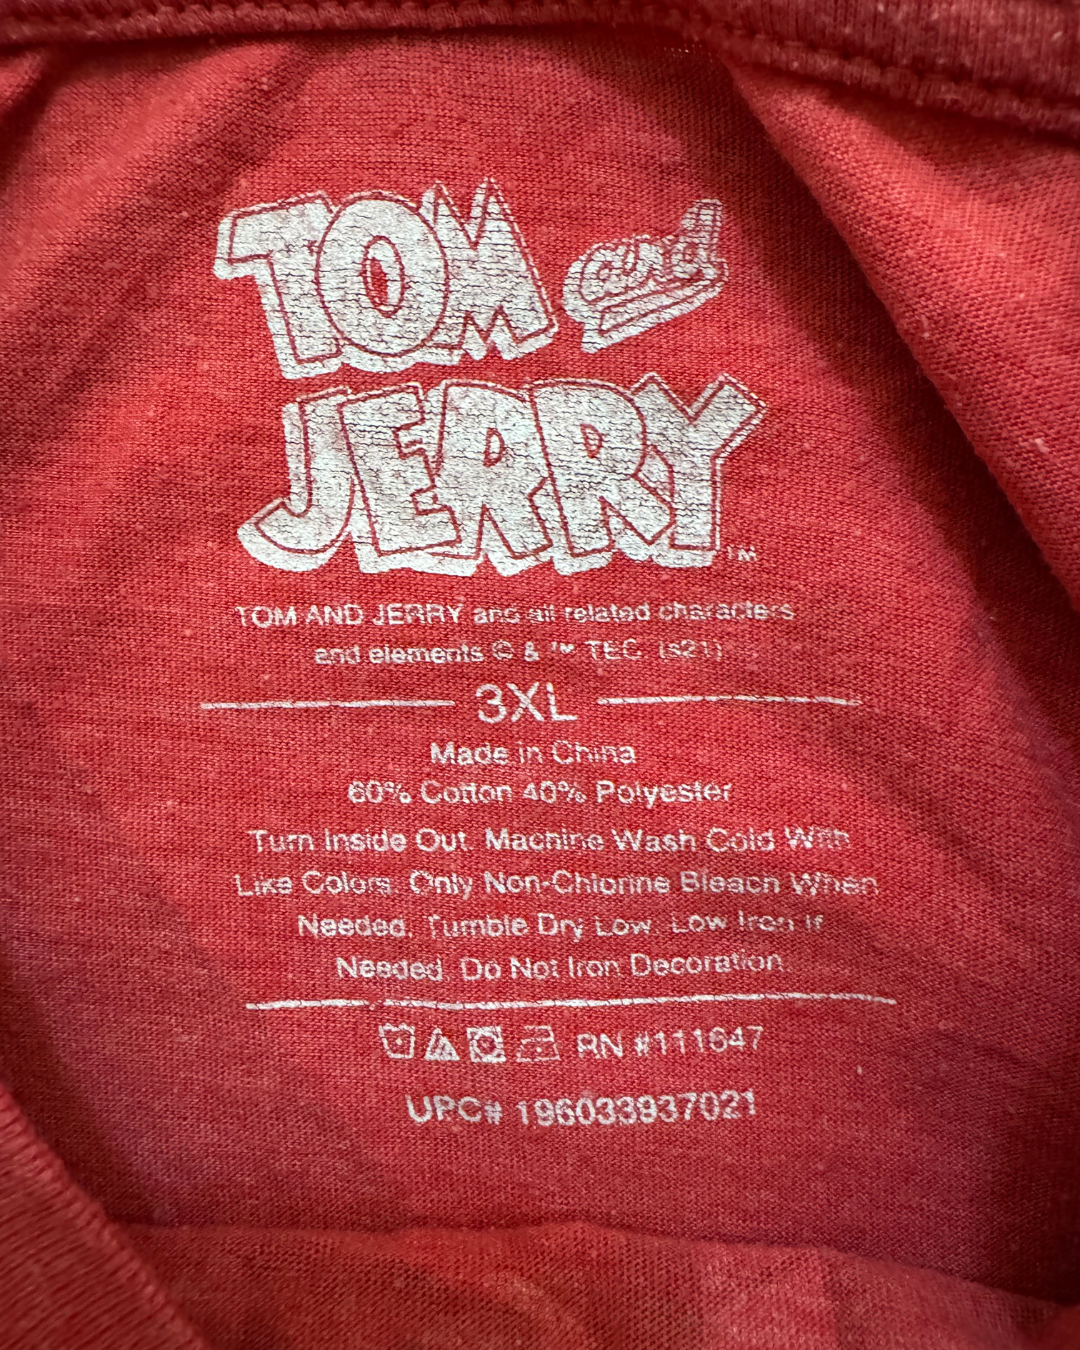 TOM and
JERRY ™
TOM AND JERRY and all related characters
and elements © & ™ TEC. (s21)
3XL
Made in China
60% Cotton 40% Polyester
Turn Inside Out. Machine Wash Cold With
Like Colors. Only Non-Chlorine Bleach When
Needed. Tumble Dry Low. Low Iron If
Needed. Do Not Iron Decoration.
RN #111647
UPC# 196033937021